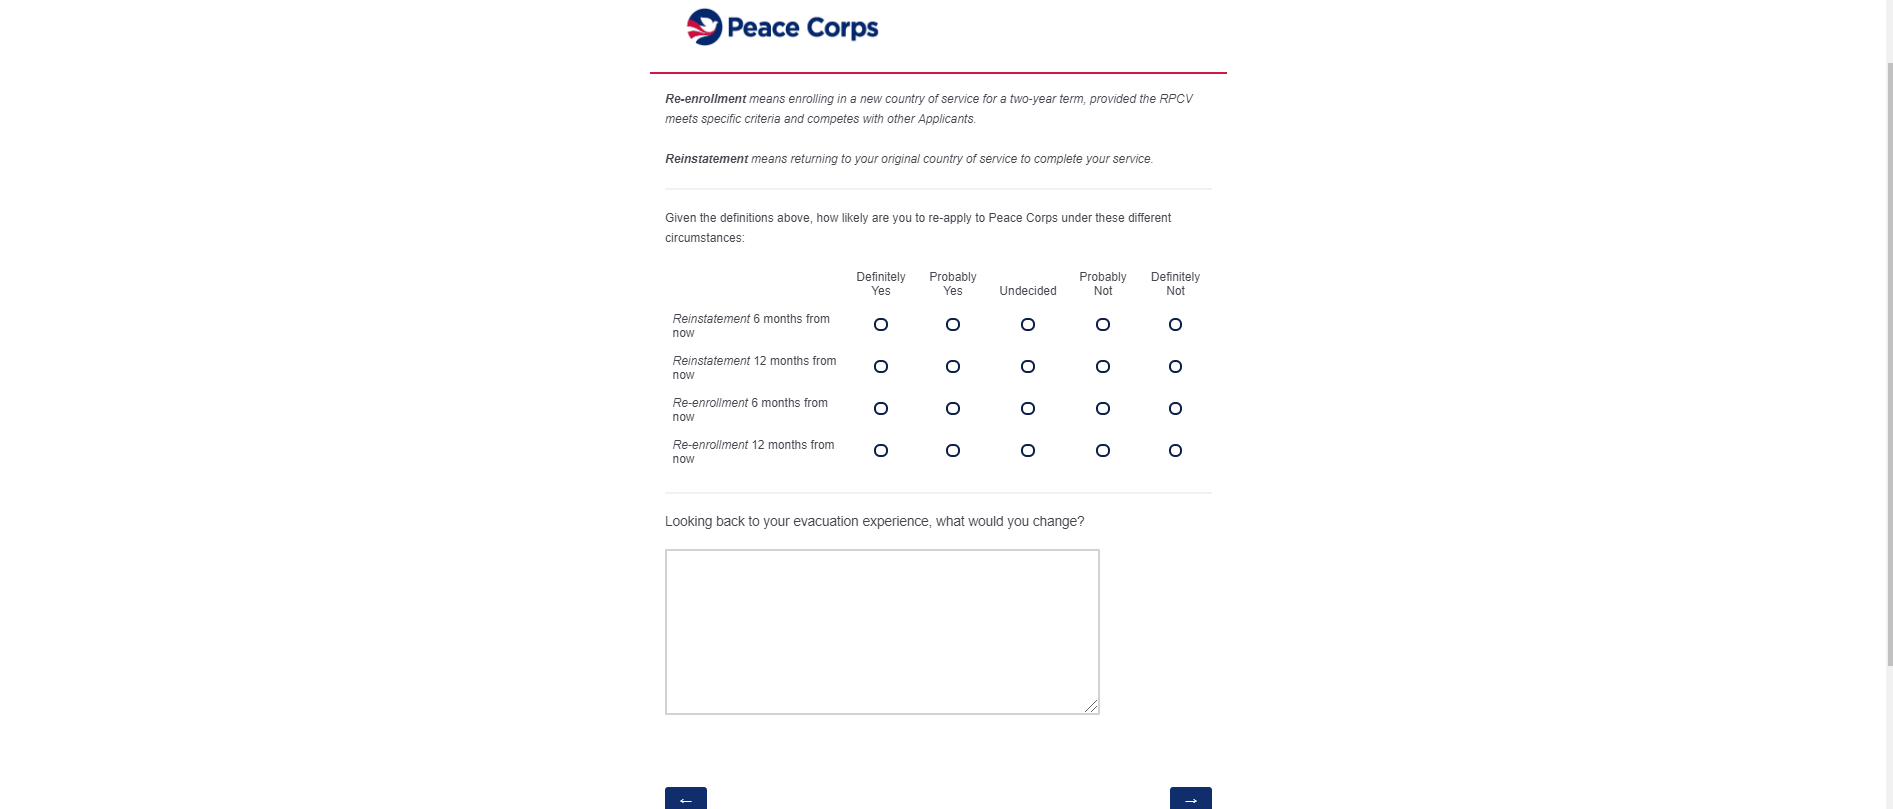 Peace Corps
Re-enrollment means enrolling in a new country of service for a two-year term, provided the RPCV
meets specific criteria and competes with other Applicants.
Reinstatement means returning to your original country of service to complete your service.
Given the definitions above, how likely are you to re-apply to Peace Corps under these different
circumstances:
Definitely Yes
Probably Yes
Undecided
Probably Not
Definitely Not
Reinstatement 6 months from
now
Reinstatement 12 months from
now
Re-enrollment 6 months from
now
Re-enrollment 12 months from
now
Looking back to your evacuation experience, what would you change?
← →